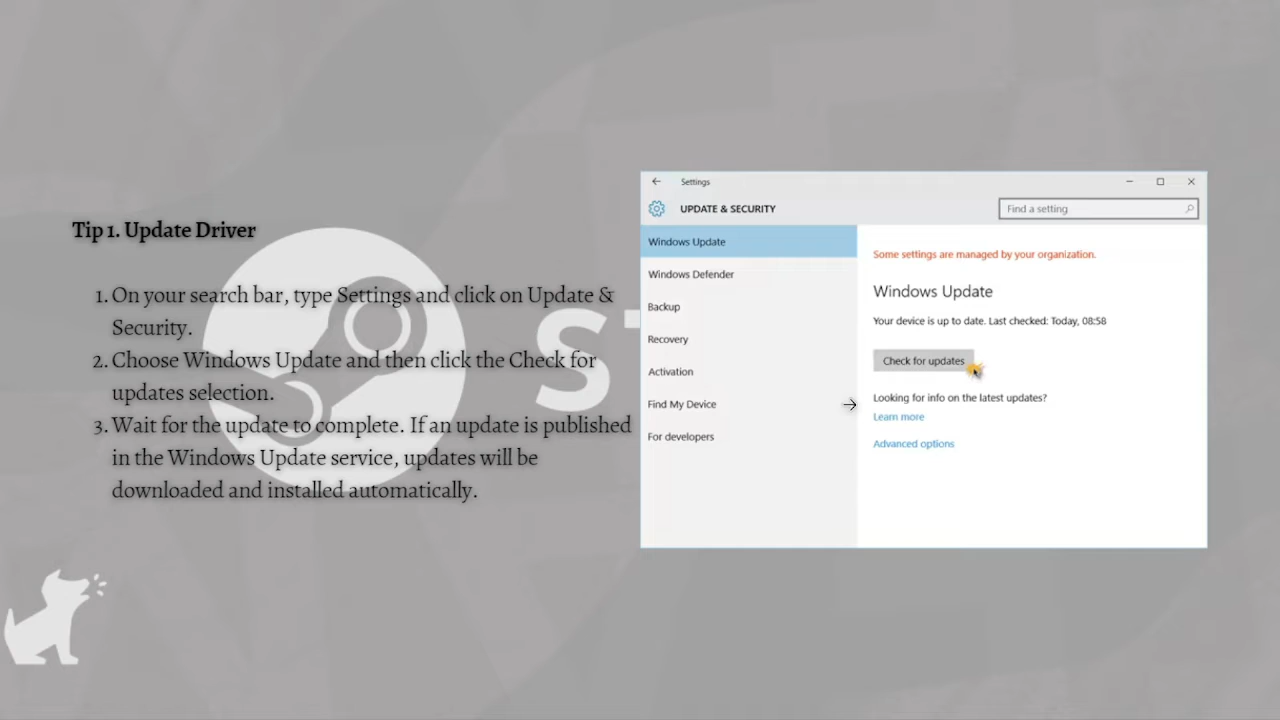 Tip 1. Update Driver
1. On your search bar, type Settings and click on Update &
Security.
2. Choose Windows Update and then click the Check for
updates selection.
3. Wait for the update to complete. If an update is published
in the Windows Update service, updates will be
downloaded and installed automatically.
ST
Settings
UPDATE & SECURITY
Find a setting
Windows Update
Windows Defender
Backup
Recovery
Activation
Find My Device
For developers
Some settings are managed by your organization.
Windows Update
Your device is up to date. Last checked: Today, 08:58
Check for updates
Looking for info on the latest updates?
Learn more
Advanced options